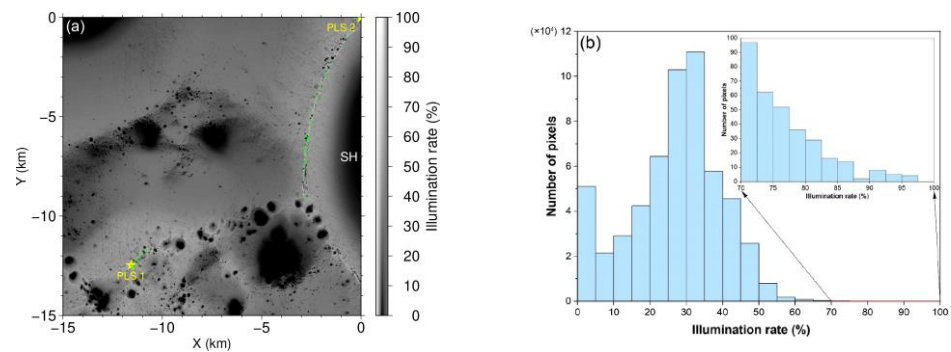 (a)
PLS 2
SH
PLS 1
0
−5
−10
−15
Y (km)
−15
−10
−5
0
X (km)
100
90
80
70
60
50
40
30
20
10
0
Illumination rate (%)
(×10⁴)
(b)
12
10
8
6
4
2
0
Number of pixels
0 10 20 30 40 50 60 70 80 90 100
Illumination rate (%)
100
90
80
70
60
50
40
30
20
10
0
Number of pixels
70 75 80 85 90 95 100
Illumination rate (%)